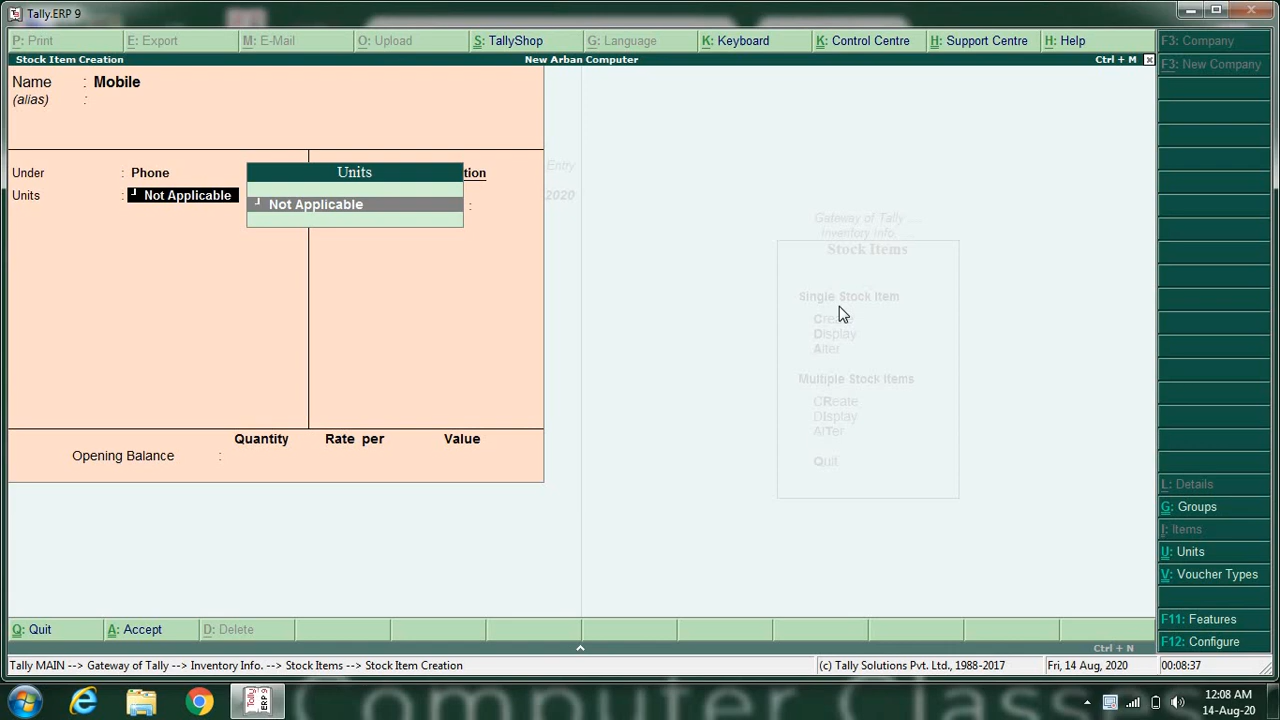 Tally.ERP 9
P: Print E: Export M: E-Mail O: Upload S: TallyShop G: Language K: Keyboard K: Control Centre H: Support Centre H: Help F3: Company
Stock Item Creation New Arban Computer Ctrl + M F3: New Company
Name : Mobile
(alias) :
Under : Phone
Units : ┘ Not Applicable
Units
┘ Not Applicable
tion
:
Entry
2020
Gateway of Tally ...
Inventory Info. ...
Stock Items
Single Stock Item
Create
Display
Alter
Multiple Stock Items
CReate
DIsplay
AlTer
Quit
Quantity Rate per Value
Opening Balance :
L: Details
G: Groups
I: Items
U: Units
V: Voucher Types
F11: Features
F12: Configure
Q: Quit A: Accept D: Delete
Ctrl + N
Tally MAIN --> Gateway of Tally --> Inventory Info. --> Stock Items --> Stock Item Creation (c) Tally Solutions Pvt. Ltd., 1988-2017 Fri, 14 Aug, 2020 00:08:37
Tally
ERP 9
12:08 AM
14-Aug-20